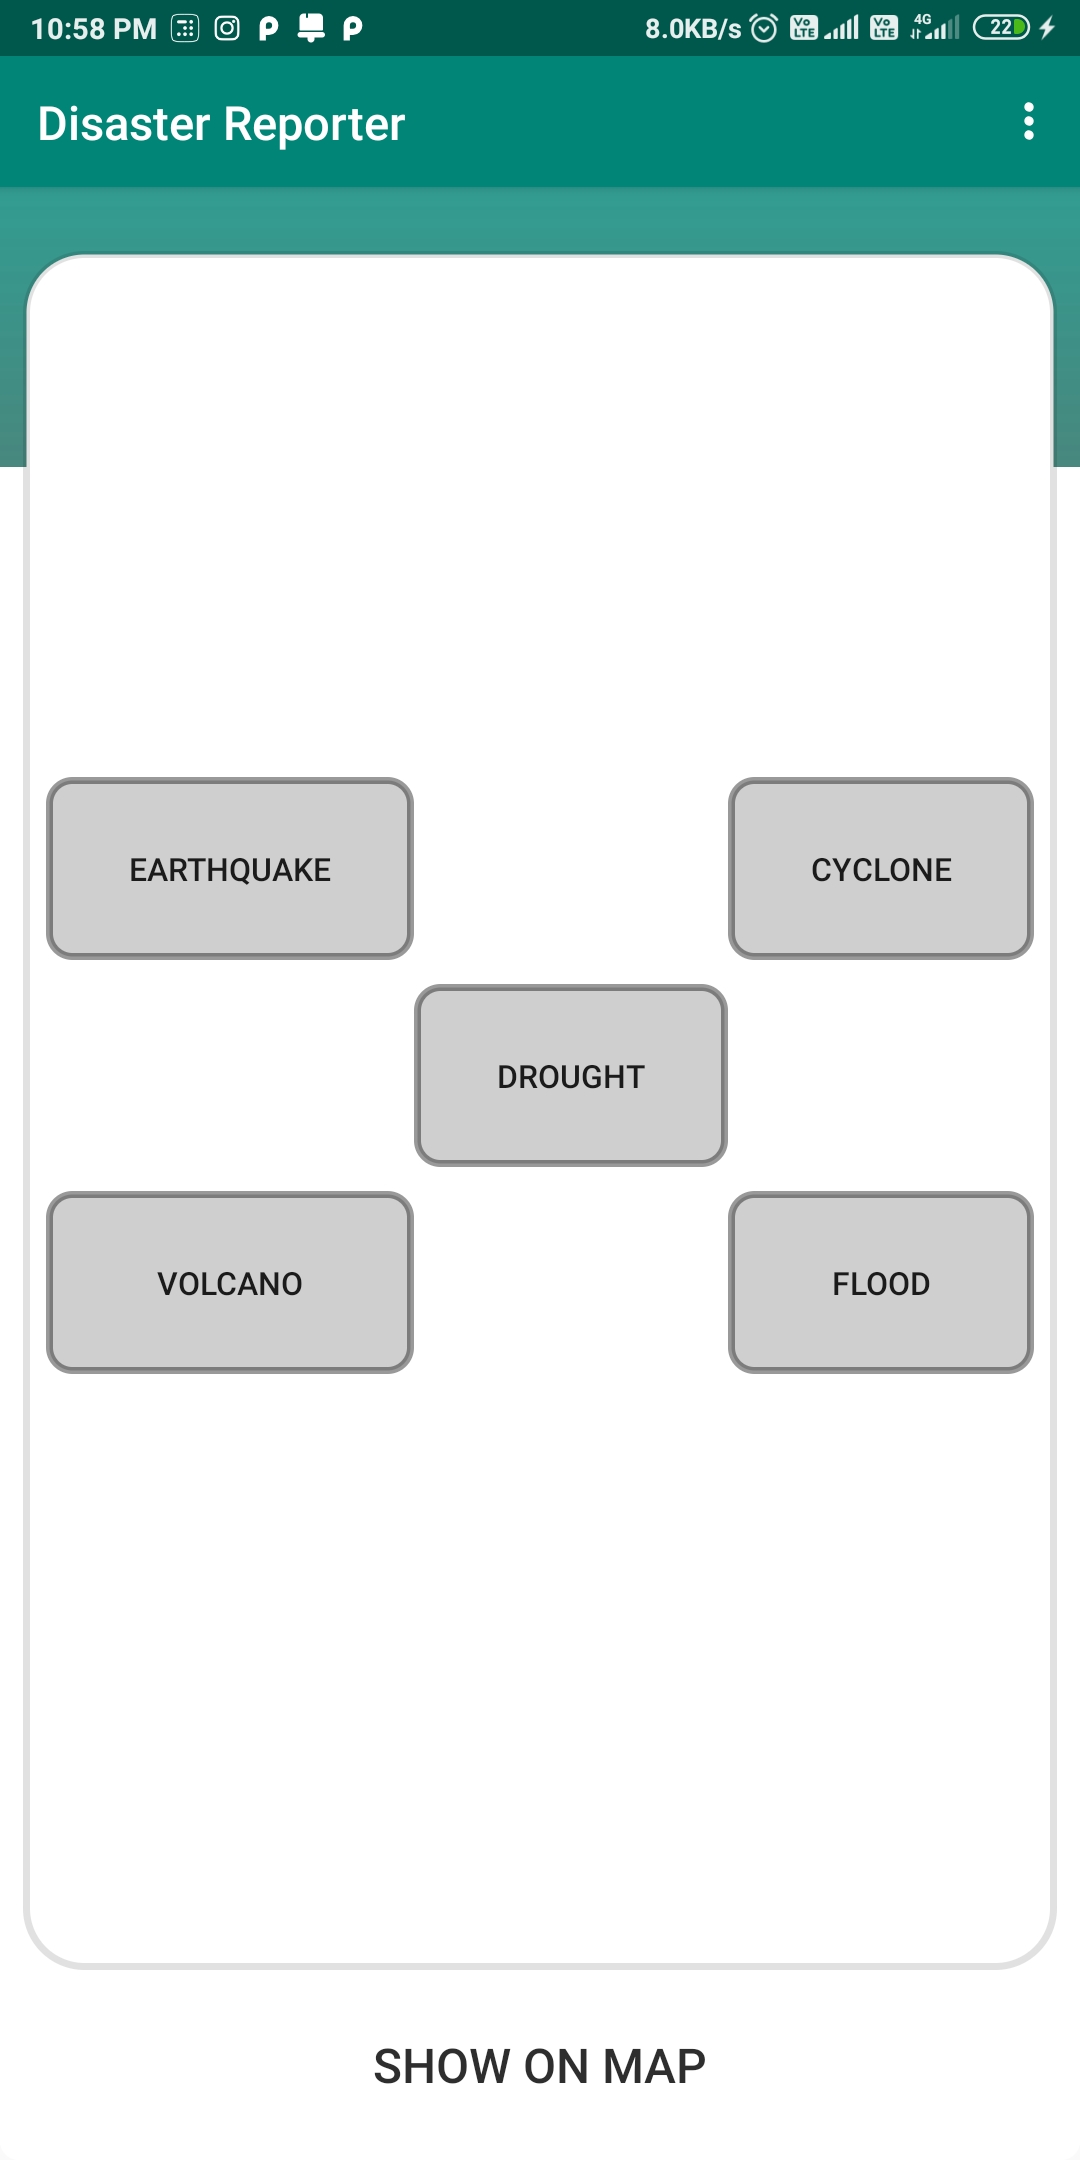 10:58 PM 8.0KB/s Vo LTE Vo LTE 4G 22
Disaster Reporter
EARTHQUAKE CYCLONE
DROUGHT
VOLCANO FLOOD
SHOW ON MAP